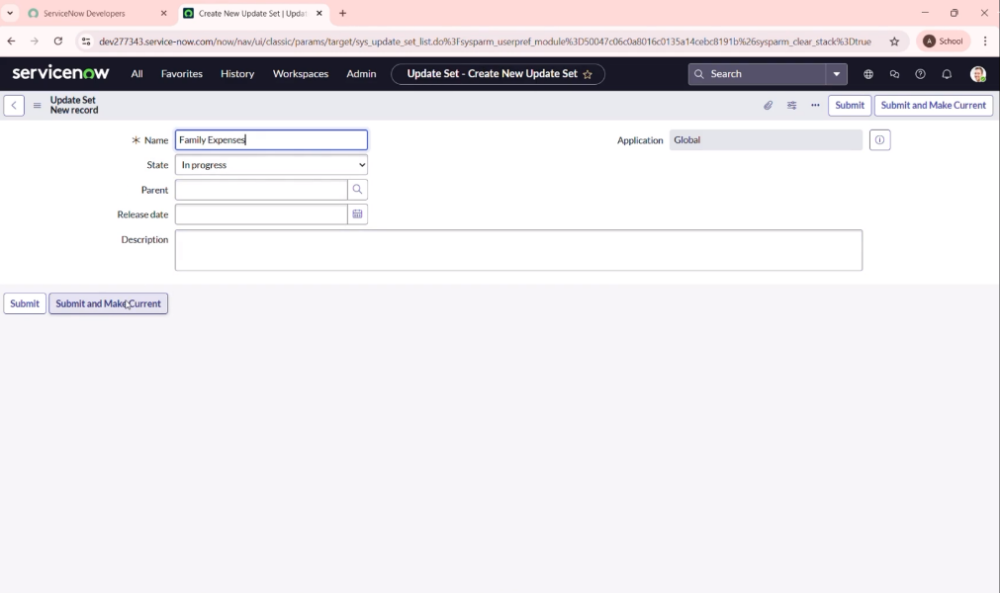 ServiceNow Developers
Create New Update Set | Updat
dev277343.service-now.com/now/nav/ui/classic/params/target/sys_update_set_list.do%3Fsysparm_userpref_module%3D50047c06c0a8016c0135a14cebc8191b%26sysparm_clear_stack%3Dtrue
A School
servicenow All Favorites History Workspaces Admin Update Set - Create New Update Set Search
Update Set
New record
Submit Submit and Make Current
Name Family Expenses Application Global
State In progress
Parent
Release date
Description
Submit Submit and Make Current